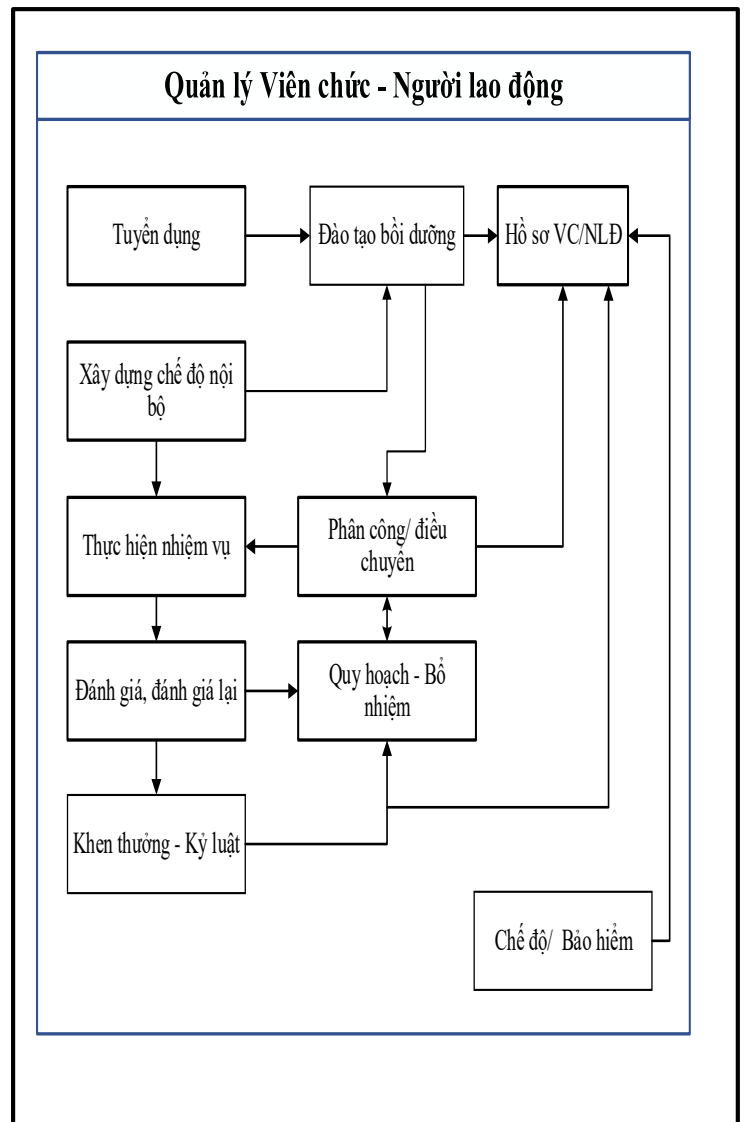 Quản lý Viên chức - Người lao động
Tuyển dụng
Đào tạo bồi dưỡng
Hồ sơ VC/NLĐ
Xây dựng chế độ nội
bộ
Thực hiện nhiệm vụ
Phân công/ điều
chuyển
Đánh giá, đánh giá lại
Quy hoạch - Bổ
nhiệm
Khen thưởng - Kỷ luật
Chế độ/ Bảo hiểm